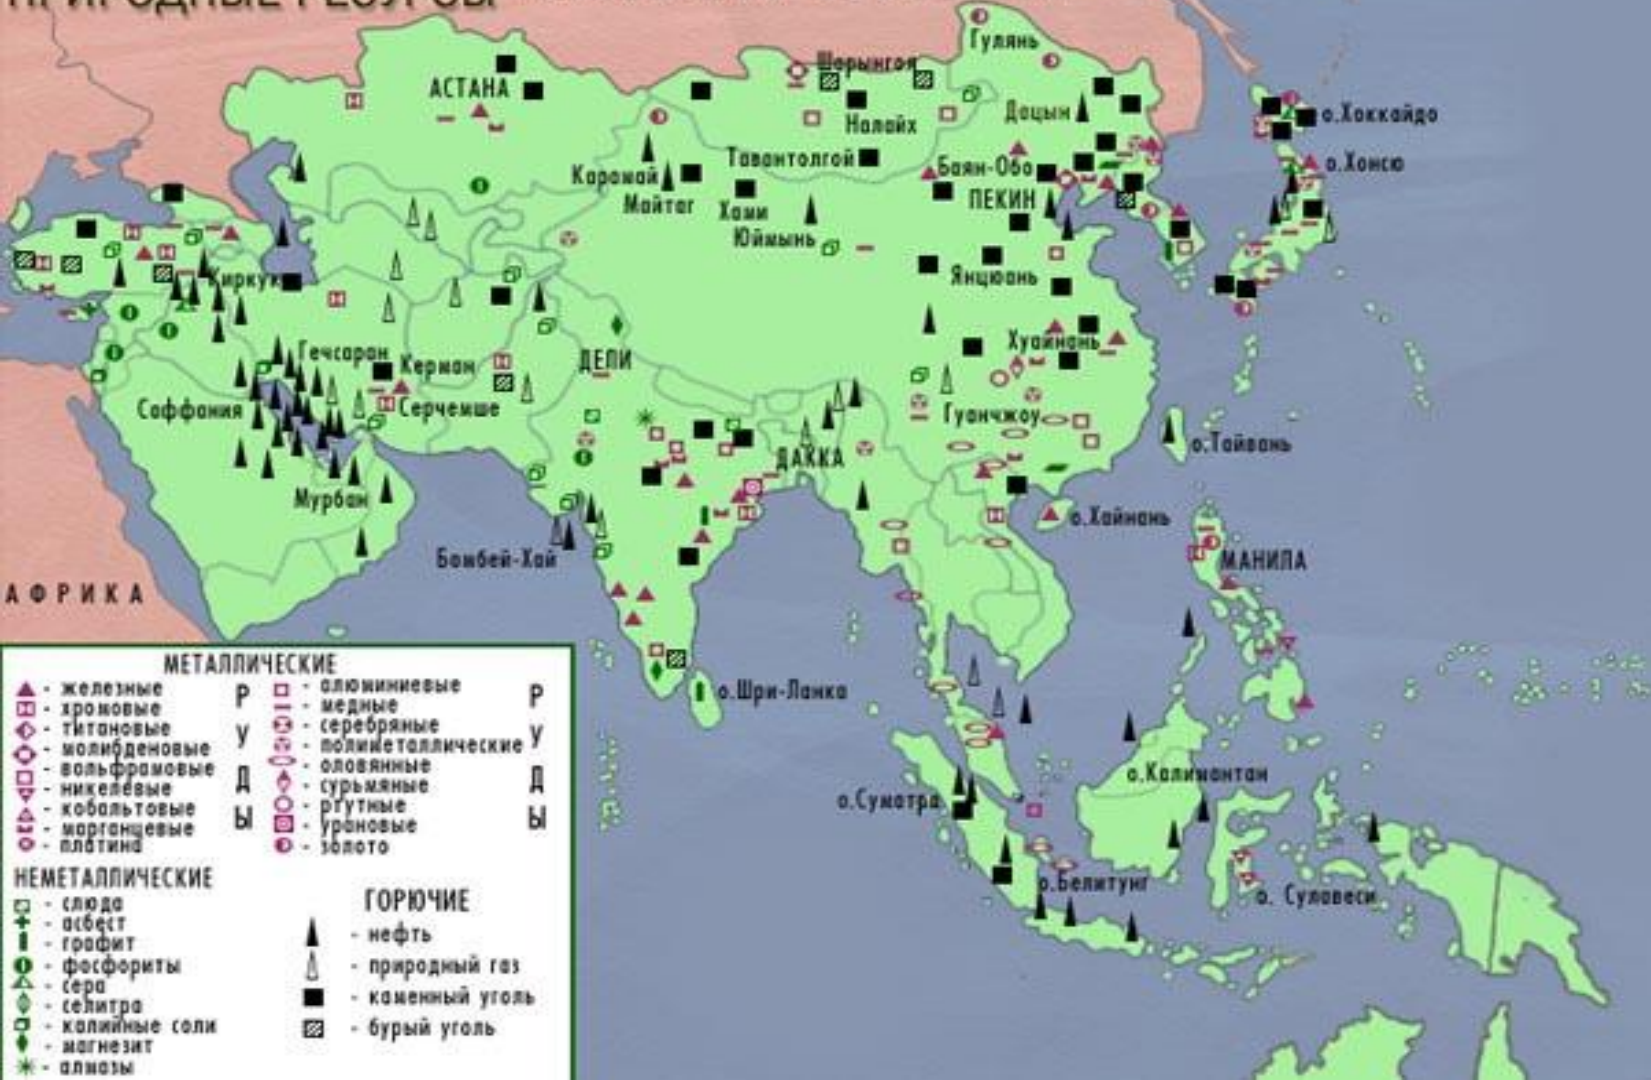 ПРИРОДНЫЕ РЕСУРСЫ
Гулянь
Шарынгол
АСТАНА
Дацын
о.Хоккайдо
Налайх
Тавантолгой
Баян-Обо
о.Хонсю
Карамай
Майтаг
Хами
ПЕКИН
Юймынь
Киркук
Янцюань
Гечсаран
Керман
ДЕЛИ
Хуайнань
Саффания
Серчемше
Гуанчжоу
ДАККА
о.Тайвань
Мурбан
о.Хайнань
Бомбей-Хай
МАНИЛА
АФРИКА
о.Шри-Ланка
о.Калимантан
о.Суматра
о.Белитунг
о. Сулавеси
МЕТАЛЛИЧЕСКИЕ
РУДЫ
- железные
- хромовые
- титановые
- молибденовые
- вольфрамовые
- никелевые
- кобальтовые
- марганцевые
- платина
РУДЫ
- алюминиевые
- медные
- серебряные
- полиметаллические
- оловянные
- сурьмяные
- ртутные
- урановые
- золото
НЕМЕТАЛЛИЧЕСКИЕ
- слюда
- асбест
- графит
- фосфориты
- сера
- селитра
- калийные соли
- магнезит
- алмазы
ГОРЮЧИЕ
- нефть
- природный газ
- каменный уголь
- бурый уголь